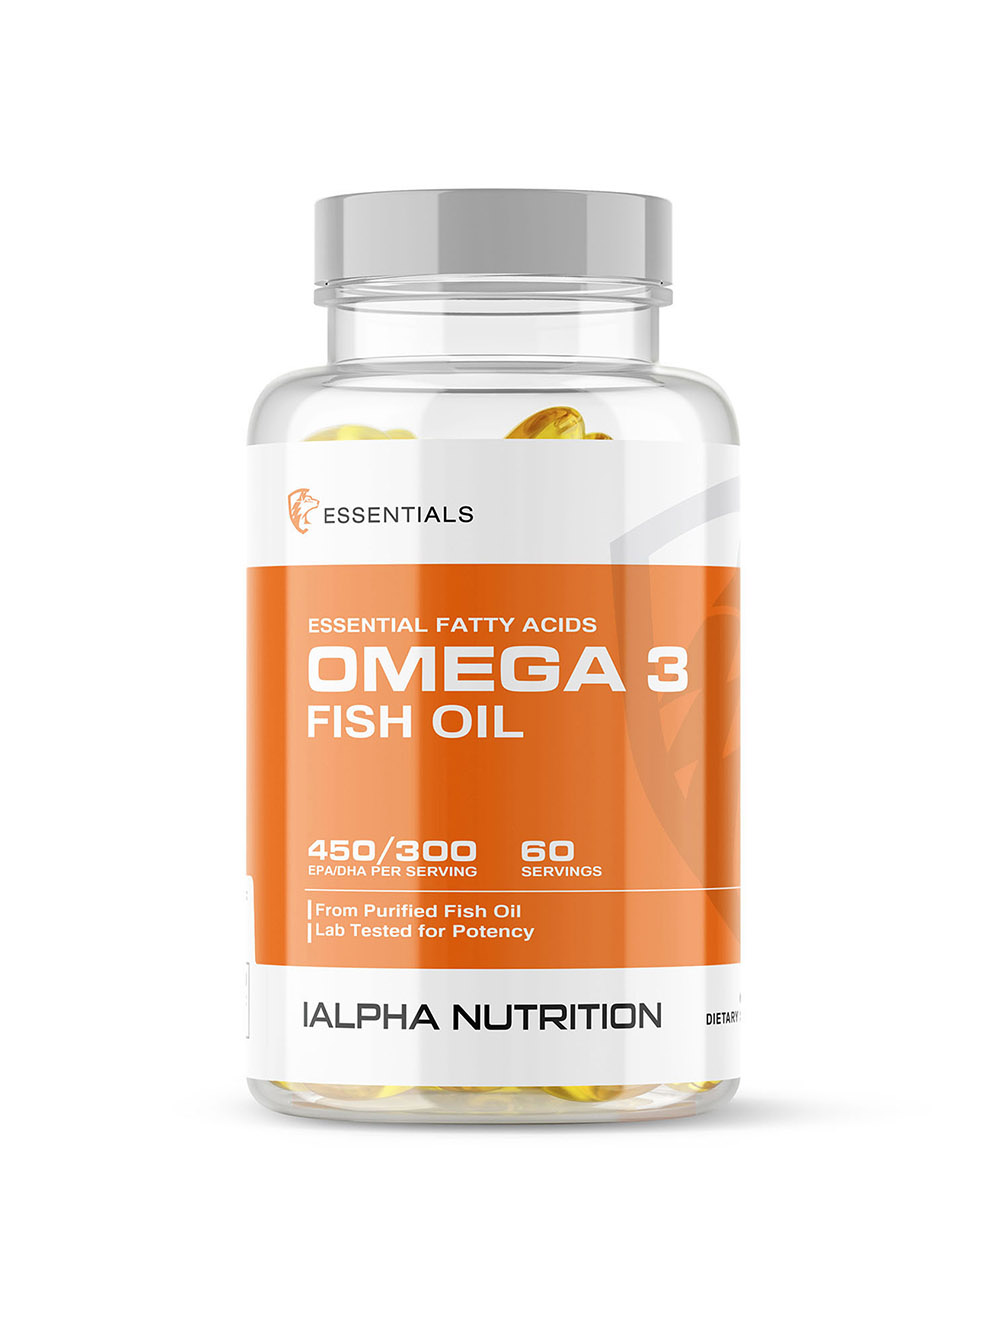 ESSENTIALS
ESSENTIAL FATTY ACIDS
OMEGA 3
FISH OIL
450/300 60
EPA/DHA PER SERVING SERVINGS
From Purified Fish Oil
Lab Tested for Potency
IALPHA NUTRITION
DIETARY